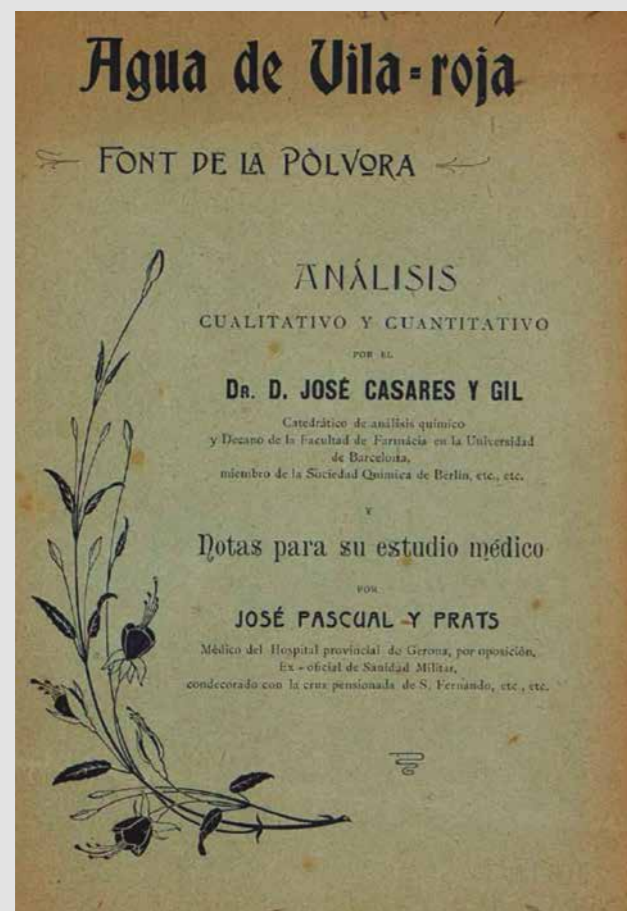 Agua de Vila-roja
FONT DE LA PÒLVORA
ANÁLISIS
CUALITATIVO Y CUANTITATIVO
POR EL
DR. D. JOSÉ CASARES Y GIL
Catedrático de análisis químico
y Decano de la Facultad de Farmácia en la Universidad
de Barcelona,
miembro de la Sociedad Química de Berlin, etc., etc.
Y
Notas para su estudio médico
POR
JOSÉ PASCUAL Y PRATS
Médico del Hospital provincial de Gerona, por oposición,
Ex-oficial de Sanidad Militar,
condecorado con la cruz pensionada de S. Fernando, etc., etc.